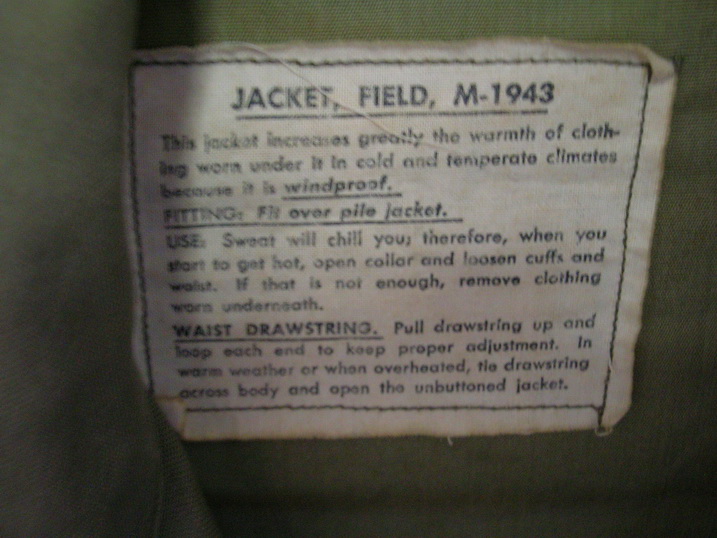 JACKET, FIELD, M-1943
This jacket increases greatly the warmth of cloth-
ing worn under it in cold and temperate climates
because it is windproof.
FITTING: Fit over pile jacket.
USE: Sweat will chill you; therefore, when you
start to get hot, open collar and loosen cuffs and
waist. If that is not enough, remove clothing
worn underneath.
WAIST DRAWSTRING. Pull drawstring up and
loop each end to keep proper adjustment. In
warm weather or when overheated, tie drawstring
across body and open the unbuttoned jacket.